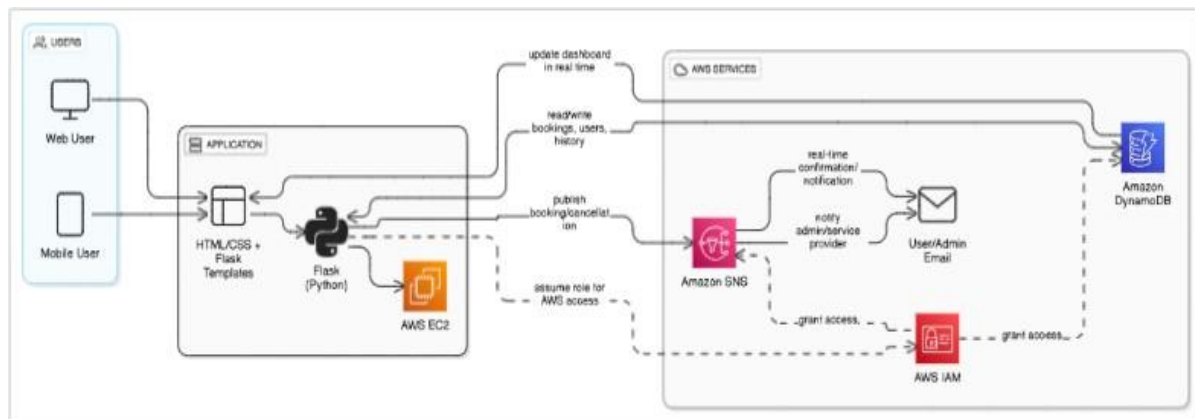 USERS
Web User
Mobile User
APPLICATION
HTML/CSS +
Flask
Templates
Flask
(Python)
AWS EC2
update dashboard
in real time
read/write
bookings, users,
history
publish
booking/cancellat
ion
assume role for
AWS access
AWS SERVICES
real-time
confirmation/
notification
notify
admin/service
provider
Amazon SNS
User/Admin
Email
Amazon
DynamoDB
grant access
grant access
AWS IAM